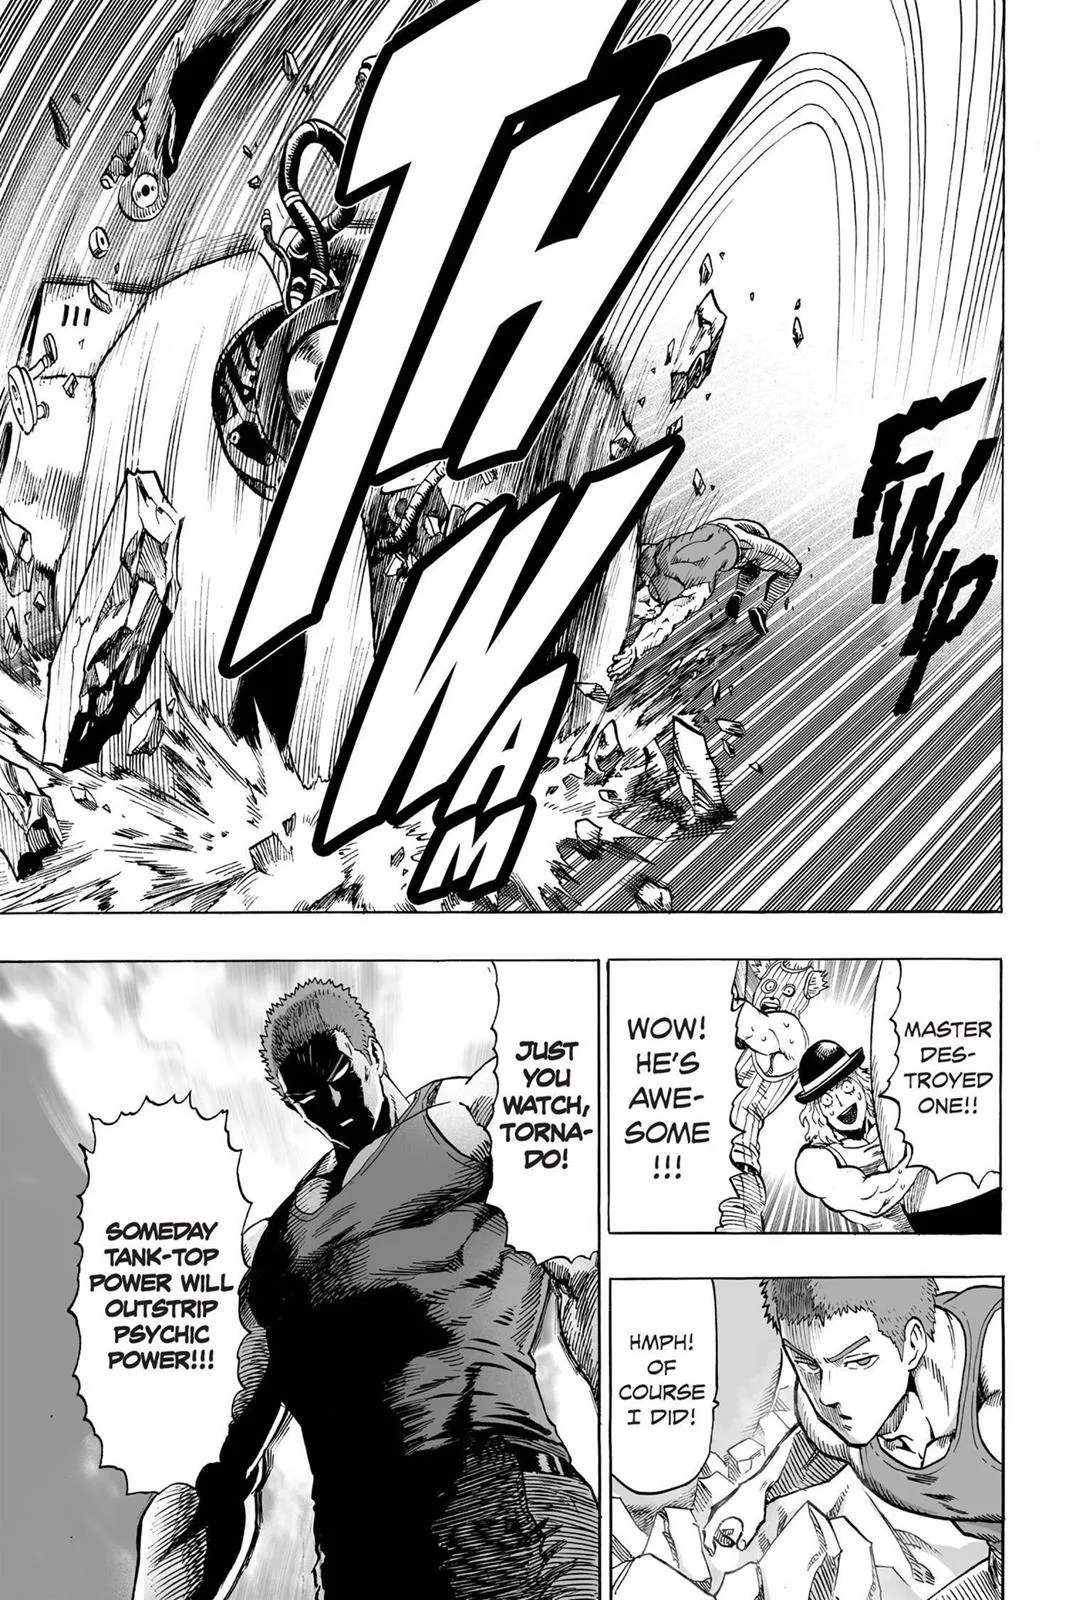 THWAM
FWIP
MASTER
DES-
TROYED
ONE!!
WOW!
HE'S
AWE-
SOME
!!!
HMPH!
OF
COURSE
I DID!
JUST
YOU
WATCH,
TORNA-
DO!
SOMEDAY
TANK-TOP
POWER WILL
OUTSTRIP
PSYCHIC
POWER!!!